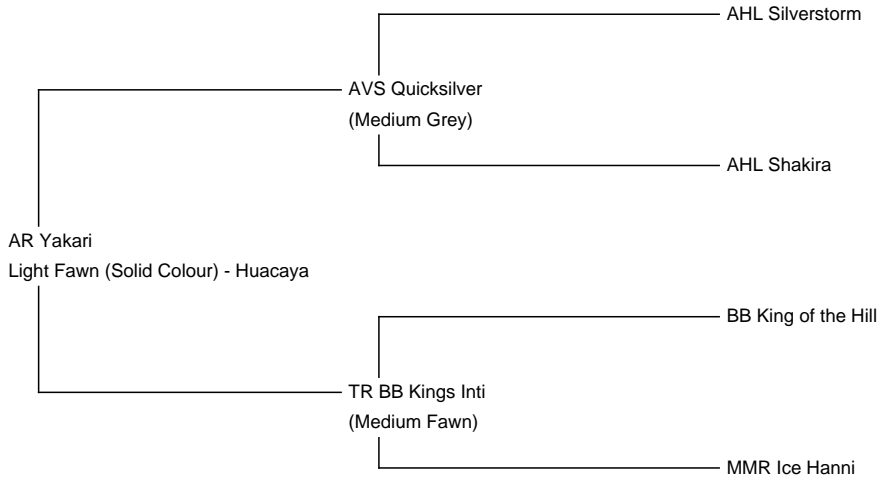 AHL Silverstorm
AVS Quicksilver
(Medium Grey)
AHL Shakira
AR Yakari
Light Fawn (Solid Colour) - Huacaya
BB King of the Hill
TR BB Kings Inti
(Medium Fawn)
MMR Ice Hanni